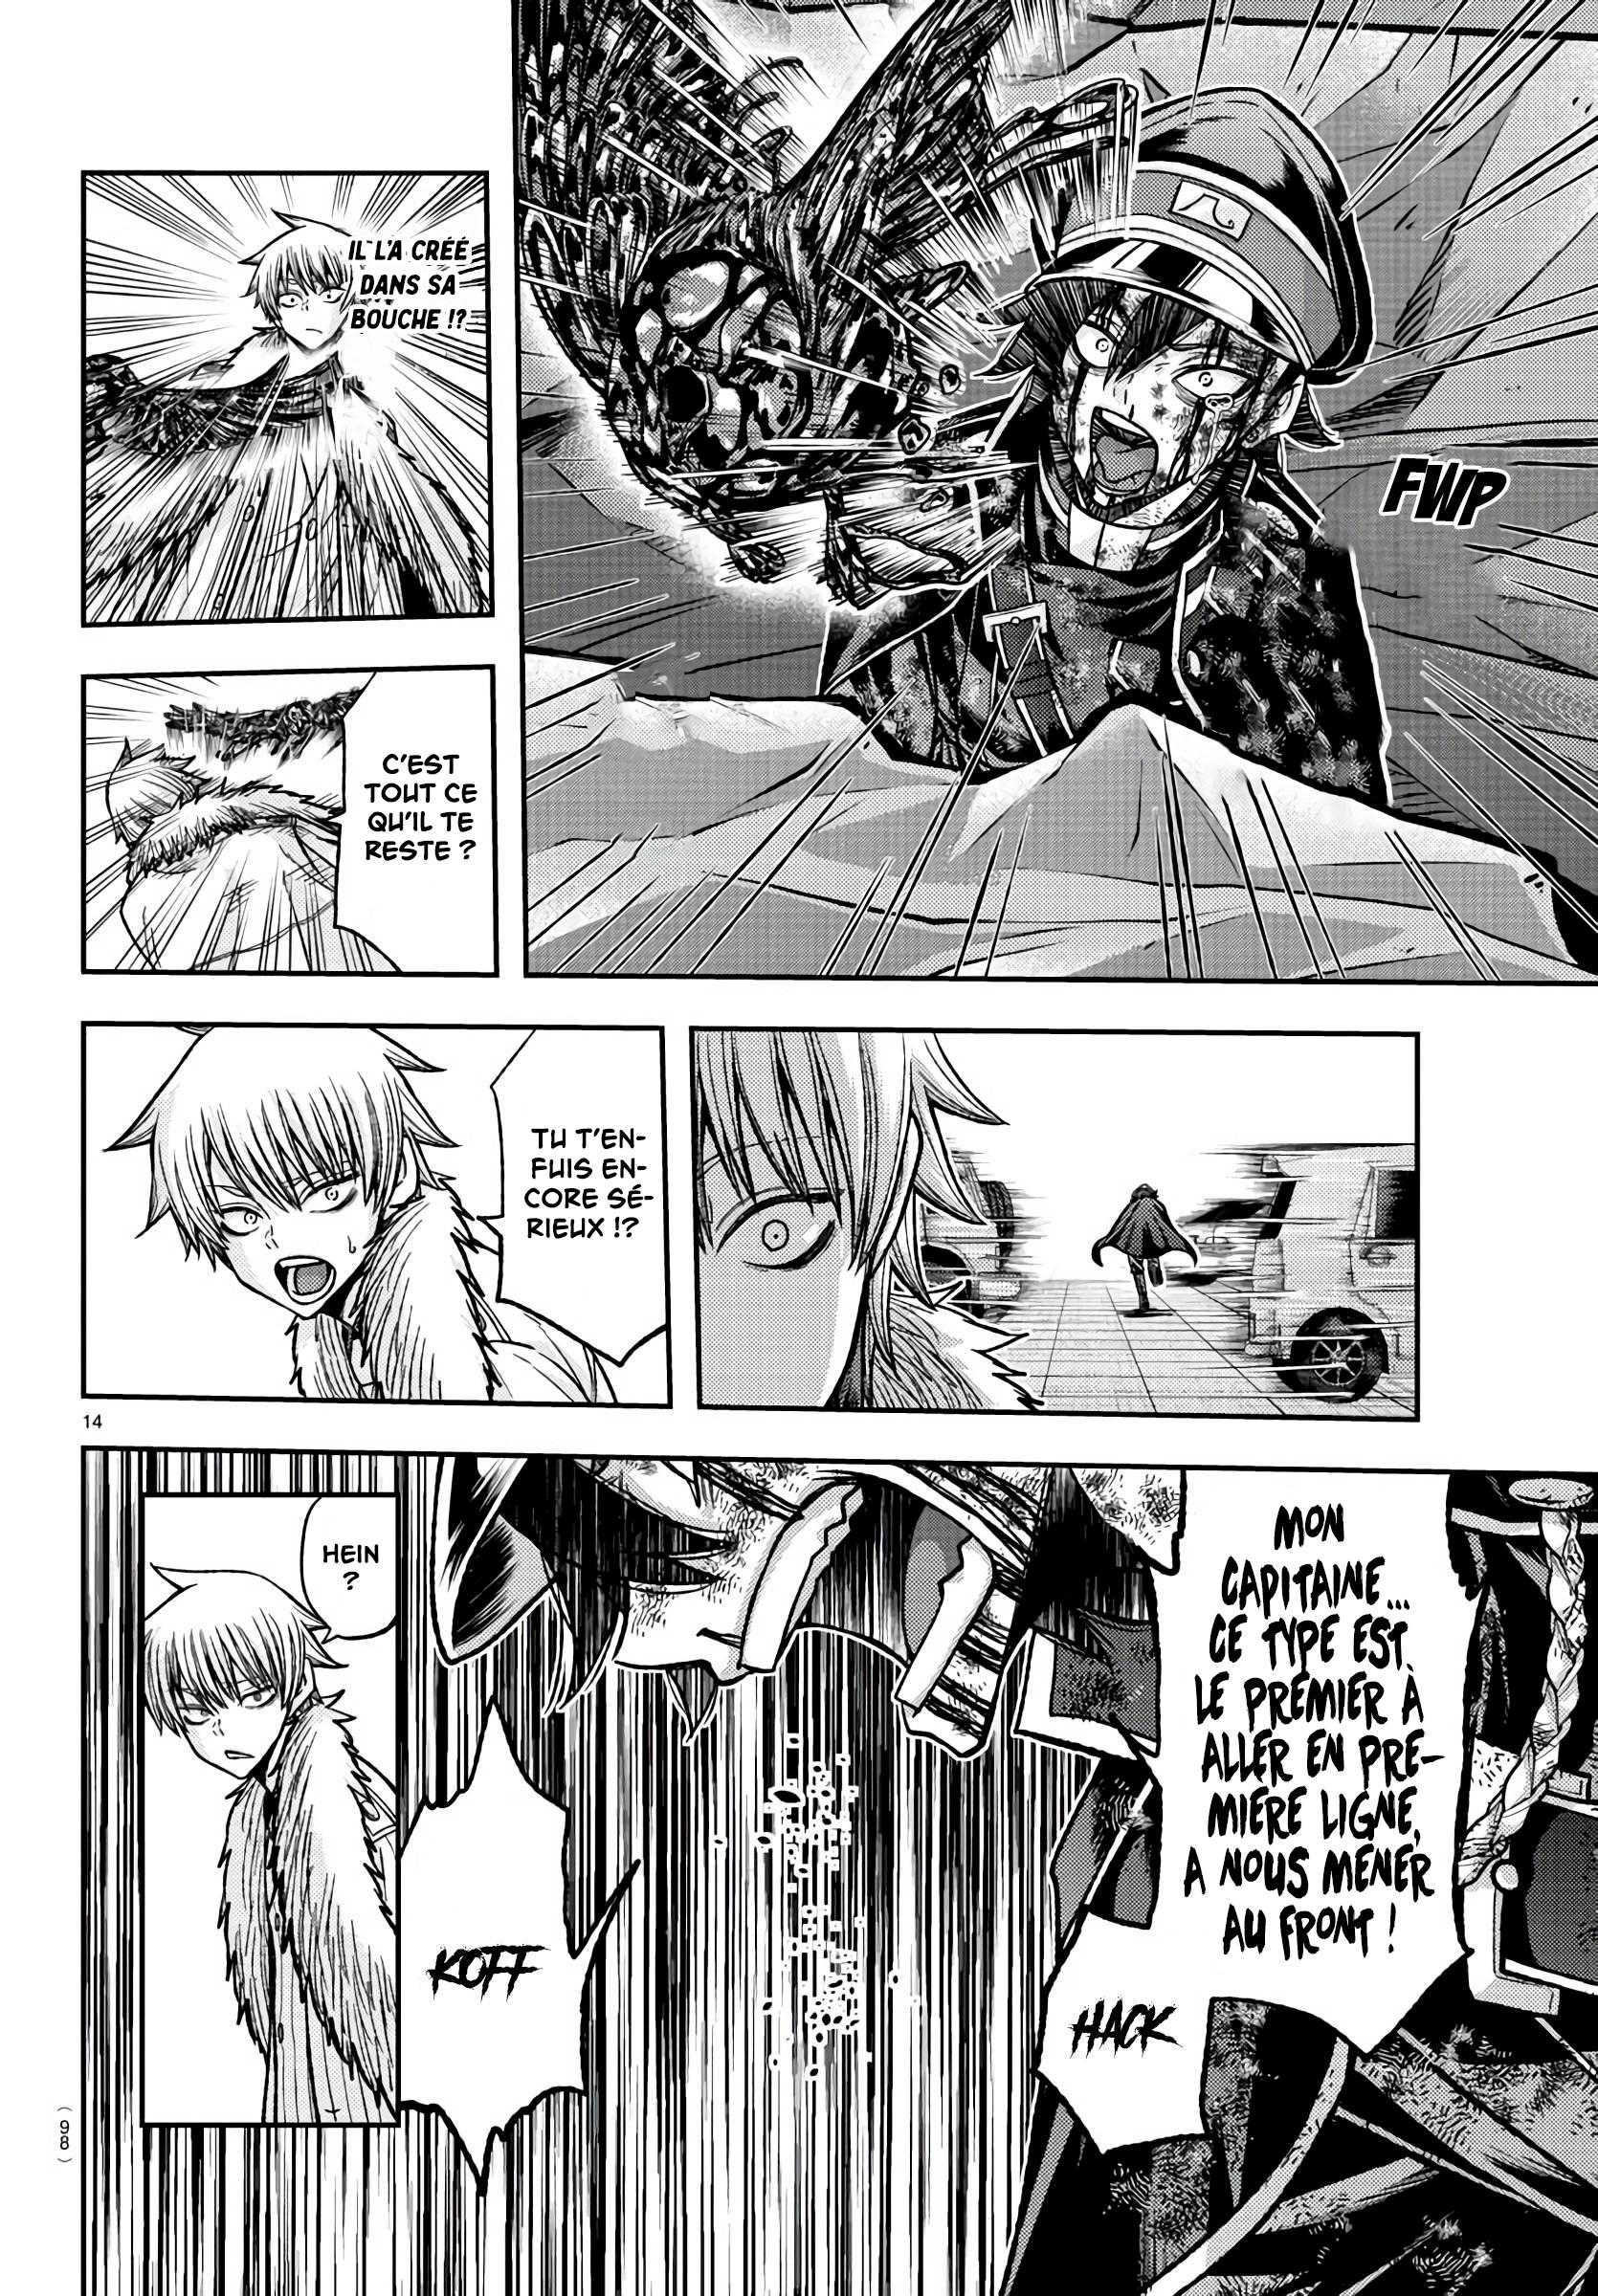 FWP
八
IL L'A CRÉÉ
DANS SA
BOUCHE !?
C'EST
TOUT CE
QU'IL TE
RESTE ?
TU T'EN-
FUIS EN-
CORE SÉ-
RIEUX !?
14
MON
CAPITAINE...
CE TYPE EST
LE PREMIER À
ALLER EN PRE-
MIÈRE LIGNE,
À NOUS MENER
AU FRONT !
HACK
KOFF
HEIN
?
(98)